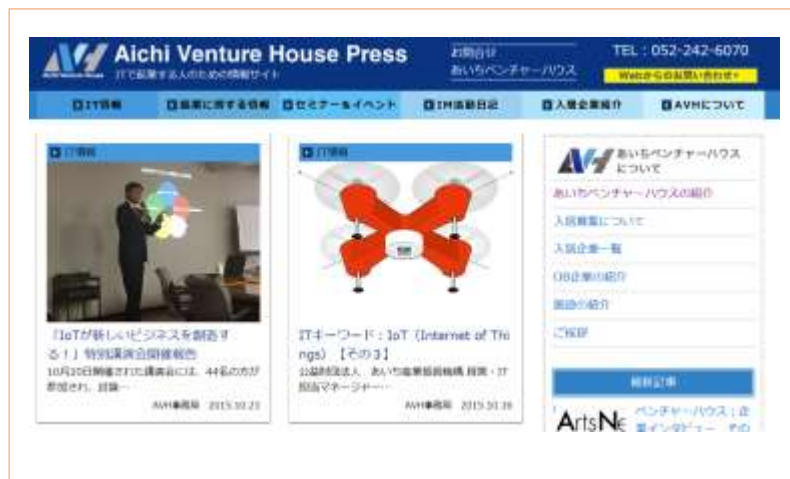 Aichi Venture House Press
ITで起業する人のための情報サイト
お問合せ
あいちベンチャーハウス
TEL：052-242-6070
Webからのお問い合わせ
IT情報
起業に関する情報
セミナー＆イベント
IM活動日記
入居企業紹介
AVHについて
IT情報
「IoTが新しいビジネスを創造す
る！」特別講演会開催報告
10月20日開催された講演会には、44名の方が
参加され、討論…
AVH事務局 2015.10.23
IT情報
ITキーワード：IoT（Internet of Thi
ngs）【その3】
公益財団法人 あいち産業振興機構 授業・IT
担当マネージャー…
AVH事務局 2015.10.16
あいちベンチャーハウス
について
あいちベンチャーハウスの紹介
入居募集について
入居企業一覧
OB企業の紹介
施設の紹介
ご挨拶
最新記事
ArtsNe
ベンチャーハウス：企
業インタビュー その